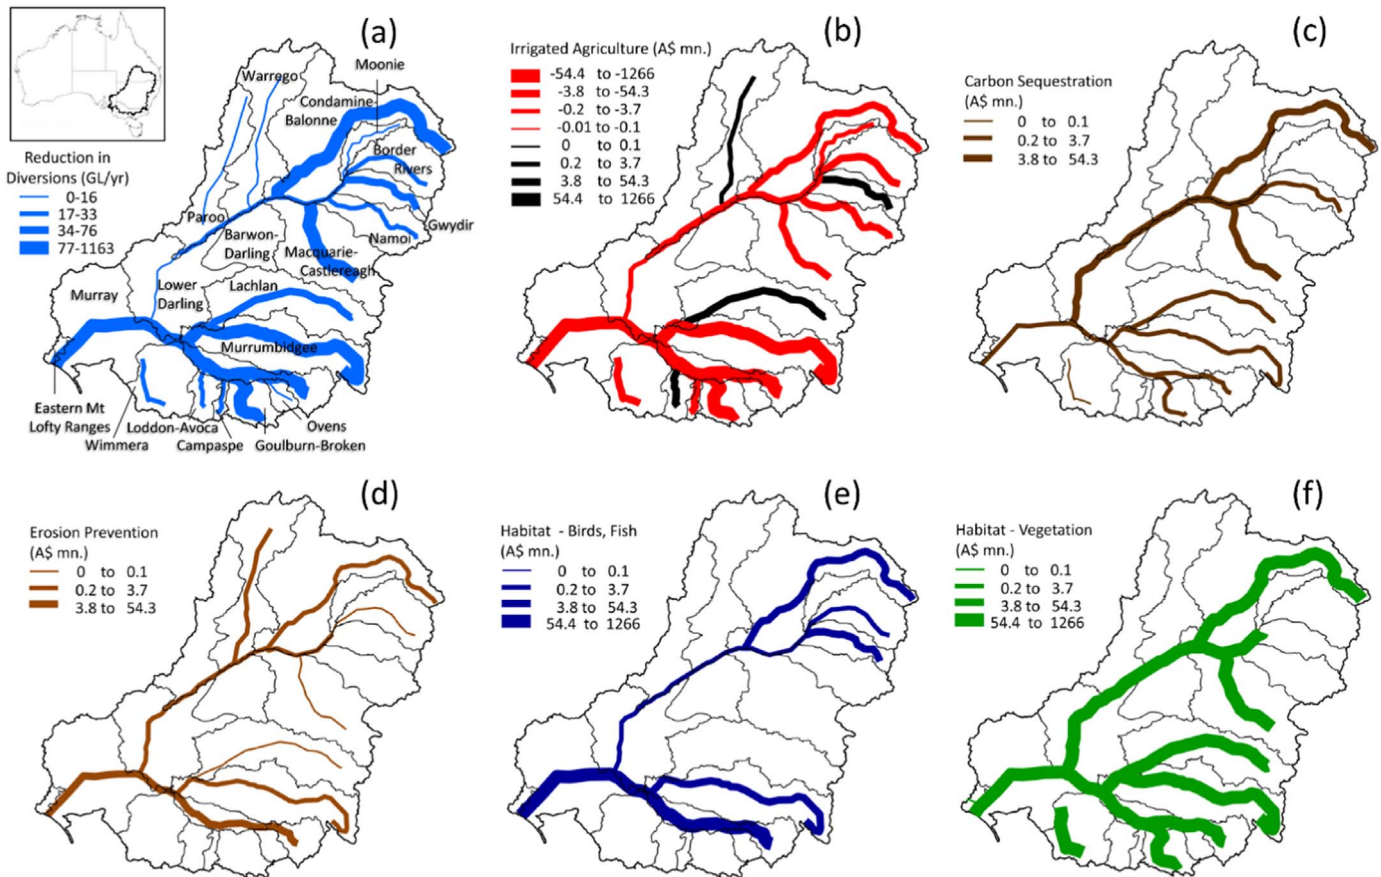 (a)
Warrego
Moonie
Condamine-
Balonne
Reduction in
Diversions (GL/yr)
0-16
17-33
34-76
77-1163
Border
Rivers
Paroo
Gwydir
Barwon-
Darling
Namoi
Macquarie-
Castlereagh
Murray
Lower
Darling
Lachlan
Murrumbidgee
Eastern Mt
Lofty Ranges
Wimmera
Loddon-Avoca
Campaspe
Ovens
Goulburn-Broken
(b)
Irrigated Agriculture (A$ mn.)
-54.4 to -1266
-3.8 to -54.3
-0.2 to -3.7
-0.01 to -0.1
0 to 0.1
0.2 to 3.7
3.8 to 54.3
54.4 to 1266
(c)
Carbon Sequestration
(A$ mn.)
0 to 0.1
0.2 to 3.7
3.8 to 54.3
(d)
Erosion Prevention
(A$ mn.)
0 to 0.1
0.2 to 3.7
3.8 to 54.3
(e)
Habitat - Birds, Fish
(A$ mn.)
0 to 0.1
0.2 to 3.7
3.8 to 54.3
54.4 to 1266
(f)
Habitat - Vegetation
(A$ mn.)
0 to 0.1
0.2 to 3.7
3.8 to 54.3
54.4 to 1266